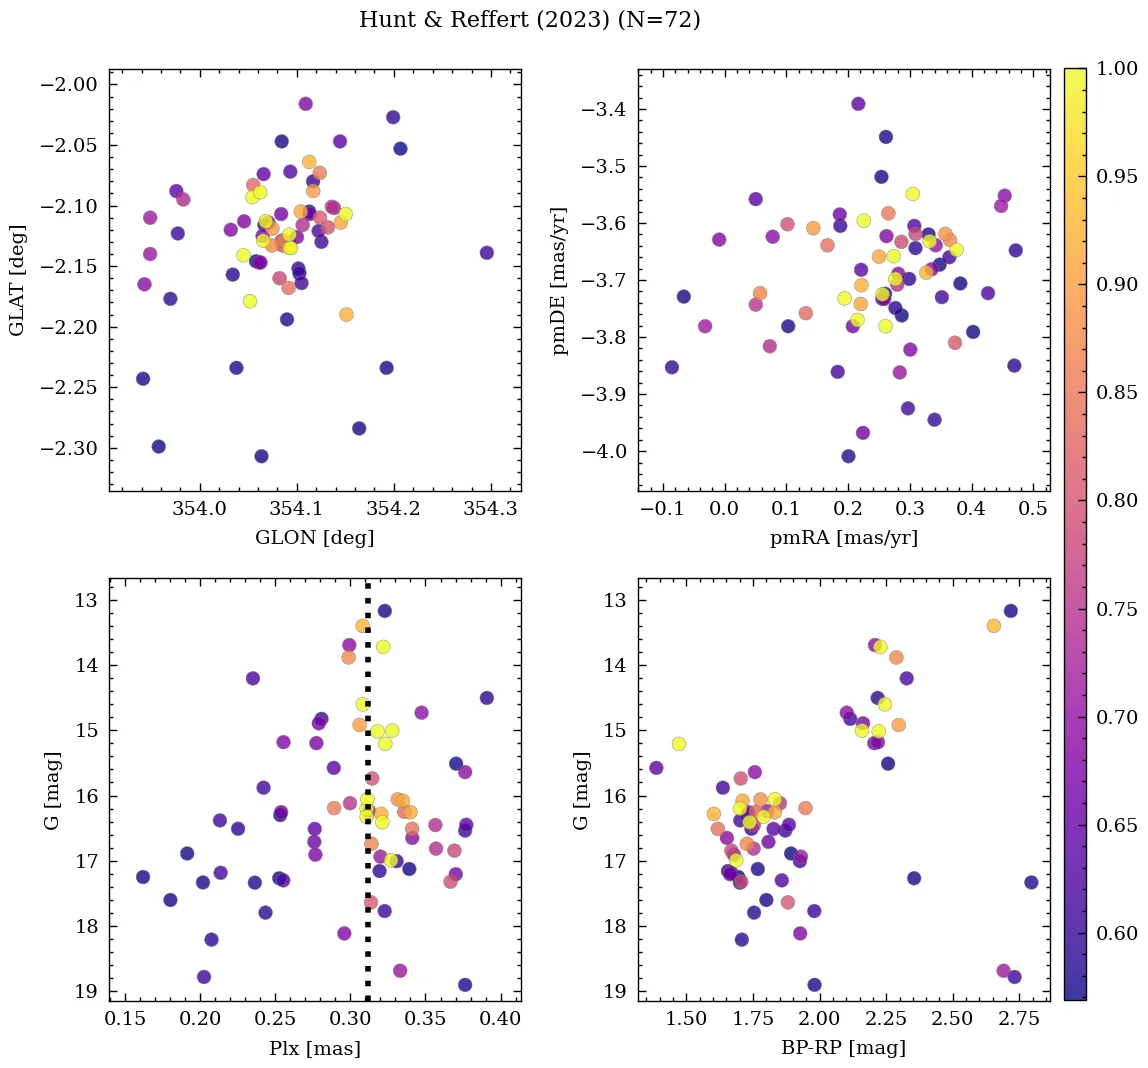 Hunt & Reffert (2023) (N=72)
−2.00
−2.05
−2.10
−2.15
−2.20
−2.25
−2.30
GLAT [deg]
354.0 354.1 354.2 354.3
GLON [deg]
−3.4
−3.5
−3.6
−3.7
−3.8
−3.9
−4.0
pmDE [mas/yr]
−0.1 0.0 0.1 0.2 0.3 0.4 0.5
pmRA [mas/yr]
13
14
15
16
17
18
19
G [mag]
0.15 0.20 0.25 0.30 0.35 0.40
Plx [mas]
13
14
15
16
17
18
19
G [mag]
1.50 1.75 2.00 2.25 2.50 2.75
BP-RP [mag]
1.00
0.95
0.90
0.85
0.80
0.75
0.70
0.65
0.60